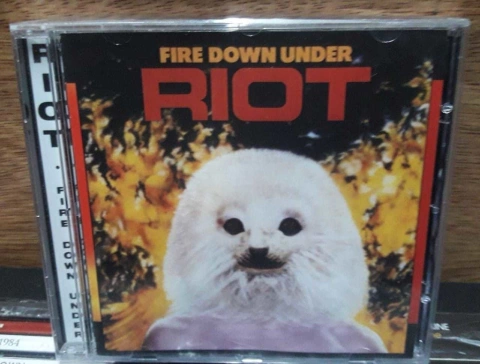 FIRE DOWN UNDER
RIOT
RIOT · FIRE DOWN UNDER
1984